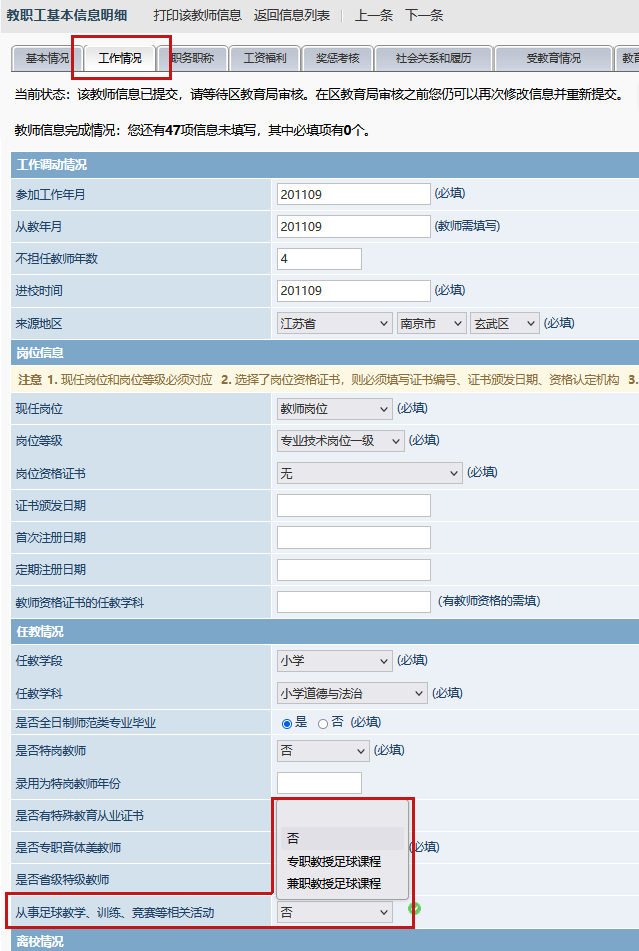 教职工基本信息明细 打印该教师信息 返回信息列表 上一条 下一条
基本情况 工作情况 职务职称 工资福利 奖惩考核 社会关系和履历 受教育情况
当前状态：该教师信息已提交，请等待区教育局审核。在区教育局审核之前您仍可以再次修改信息并重新提交。
教师信息完成情况：您还有47项信息未填写，其中必填项有0个。
工作调动情况
参加工作年月 201109 (必填)
从教年月 201109 (教师需填写)
不担任教师年数 4
进校时间 201109 (必填)
来源地区 江苏省 南京市 玄武区 (必填)
岗位信息
注意 1. 现任岗位和岗位等级必须对应 2. 选择了岗位资格证书，则必须填写证书编号、证书颁发日期、资格认定机构 3.
现任岗位 教师岗位 (必填)
岗位等级 专业技术岗位一级 (必填)
岗位资格证书 无 (必填)
证书颁发日期
首次注册日期
定期注册日期
教师资格证书的任教学科 (有教师资格的需填)
任教情况
任教学段 小学 (必填)
任教学科 小学道德与法治 (必填)
是否全日制师范类专业毕业 是 否 (必填)
是否特岗教师 否 (必填)
录用为特岗教师年份
是否有特殊教育从业证书
否
是否专职音体美教师 (必填)
专职教授足球课程
是否省级特级教师
兼职教授足球课程
从事足球教学、训练、竞赛等相关活动 否
离校情况